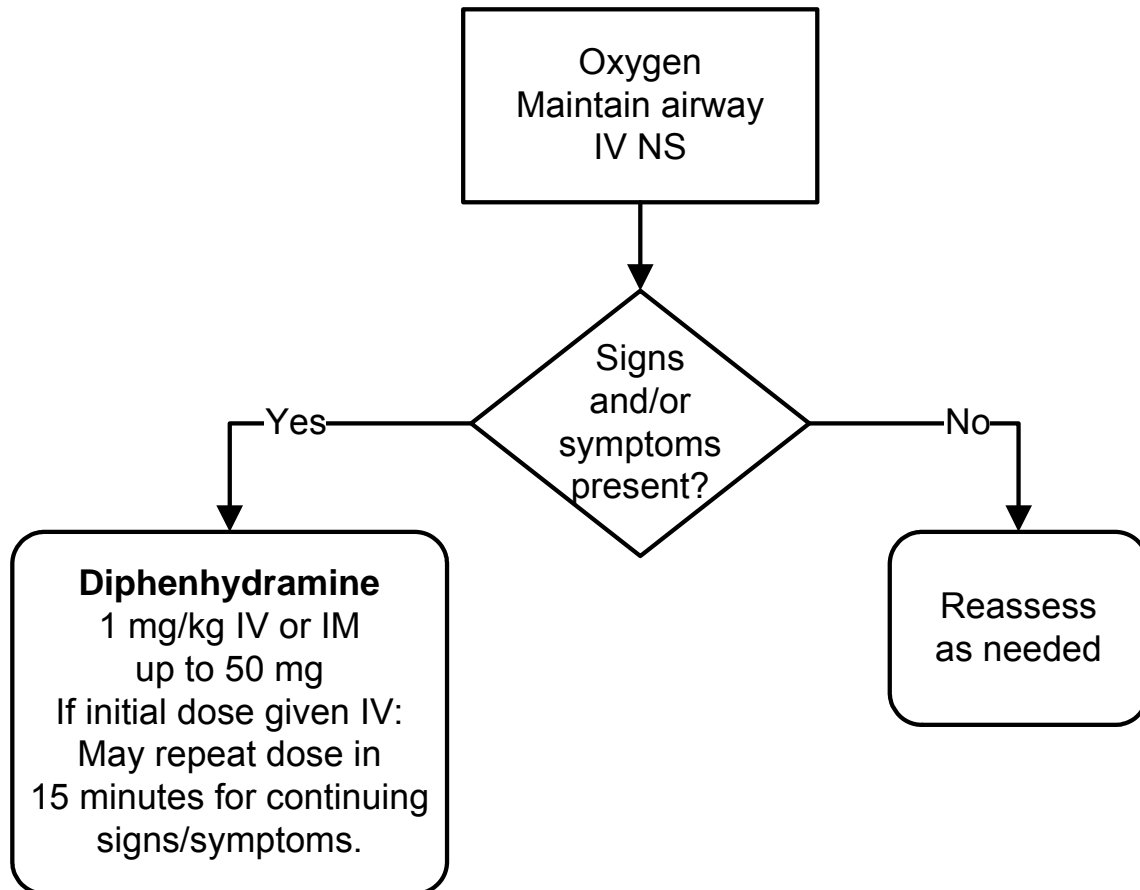 Oxygen
Maintain airway
IV NS
Signs
and/or
symptoms
present?
Yes
No
Diphenhydramine
1 mg/kg IV or IM
up to 50 mg
If initial dose given IV:
May repeat dose in
15 minutes for continuing
signs/symptoms.
Reassess
as needed